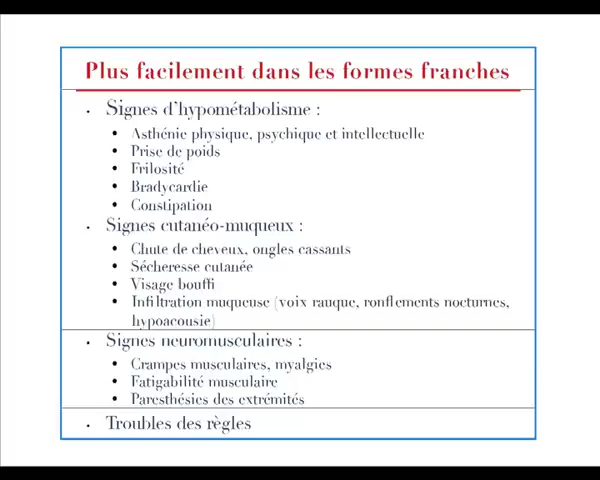 Plus facilement dans les formes franches
• Signes d'hypométabolisme :
• Asthénie physique, psychique et intellectuelle
• Prise de poids
• Frilosité
• Bradycardie
• Constipation
• Signes cutanéo-muqueux :
• Chute de cheveux, ongles cassants
• Sécheresse cutanée
• Visage bouffi
• Infiltration muqueuse (voix rauque, ronflements nocturnes,
hypoacousie)
• Signes neuromusculaires :
• Crampes musculaires, myalgies
• Fatigabilité musculaire
• Paresthésies des extrémités
• Troubles des règles